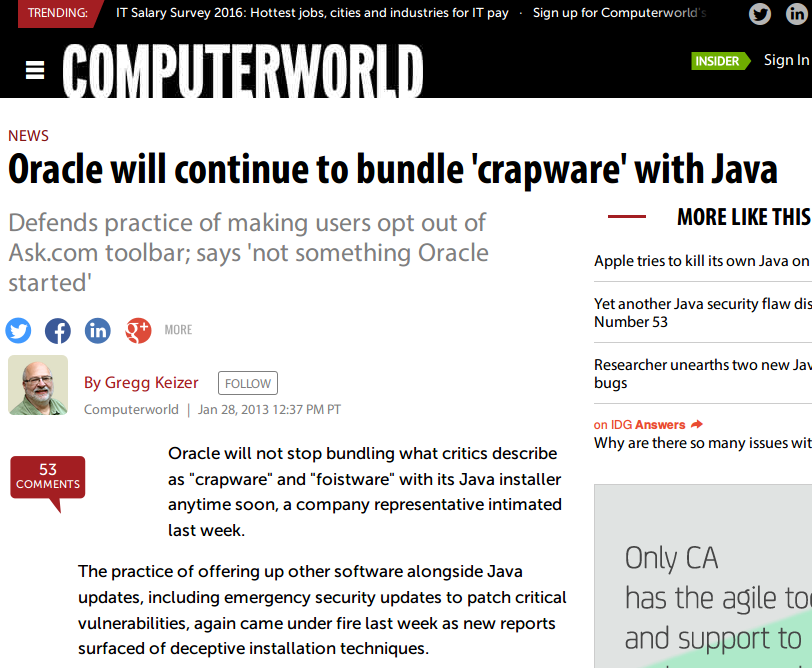 TRENDING: IT Salary Survey 2016: Hottest jobs, cities and industries for IT pay · Sign up for Computerworld's
COMPUTERWORLD
INSIDER Sign In
NEWS
Oracle will continue to bundle 'crapware' with Java
Defends practice of making users opt out of
Ask.com toolbar; says 'not something Oracle
started'
MORE
By Gregg Keizer FOLLOW
Computerworld | Jan 28, 2013 12:37 PM PT
53
COMMENTS
Oracle will not stop bundling what critics describe
as "crapware" and "foistware" with its Java installer
anytime soon, a company representative intimated
last week.
The practice of offering up other software alongside Java
updates, including emergency security updates to patch critical
vulnerabilities, again came under fire last week as new reports
surfaced of deceptive installation techniques.
MORE LIKE THIS
Apple tries to kill its own Java on
Yet another Java security flaw dis
Number 53
Researcher unearths two new Jav
bugs
on IDG Answers
Why are there so many issues wit
Only CA
has the agile too
and support to